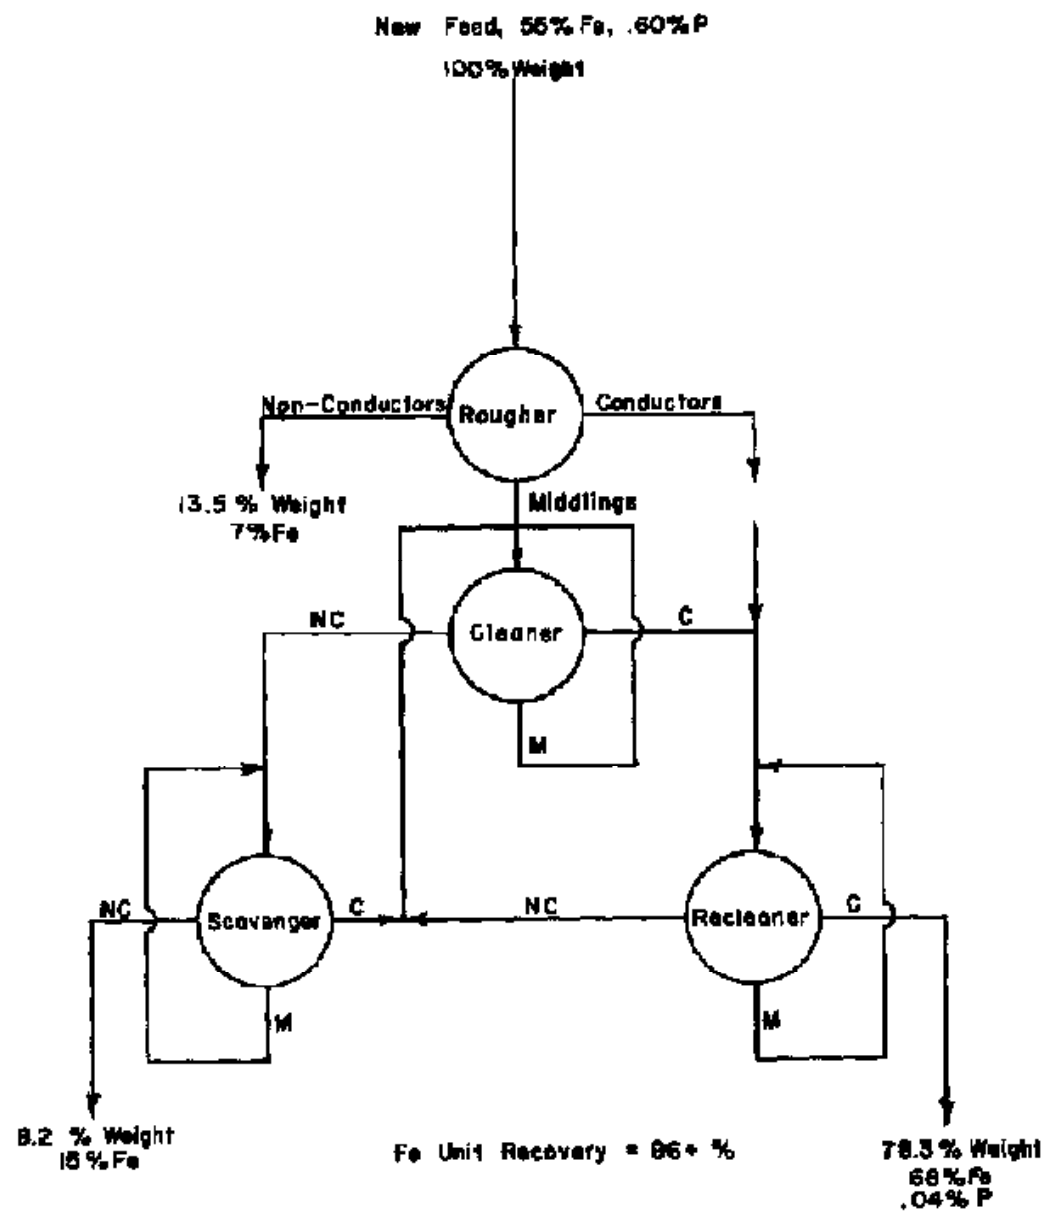 New Feed, 55% Fe, .60% P
100% Weight
Non-Conductors
Rougher
Conductors
13.5 % Weight
7% Fe
Middlings
NC
Cleaner
C
M
NC
Scavenger
C
NC
Recleaner
C
M
M
8.2 % Weight
15 % Fe
Fe Unit Recovery = 96+ %
78.3 % Weight
68% Fe
.04% P